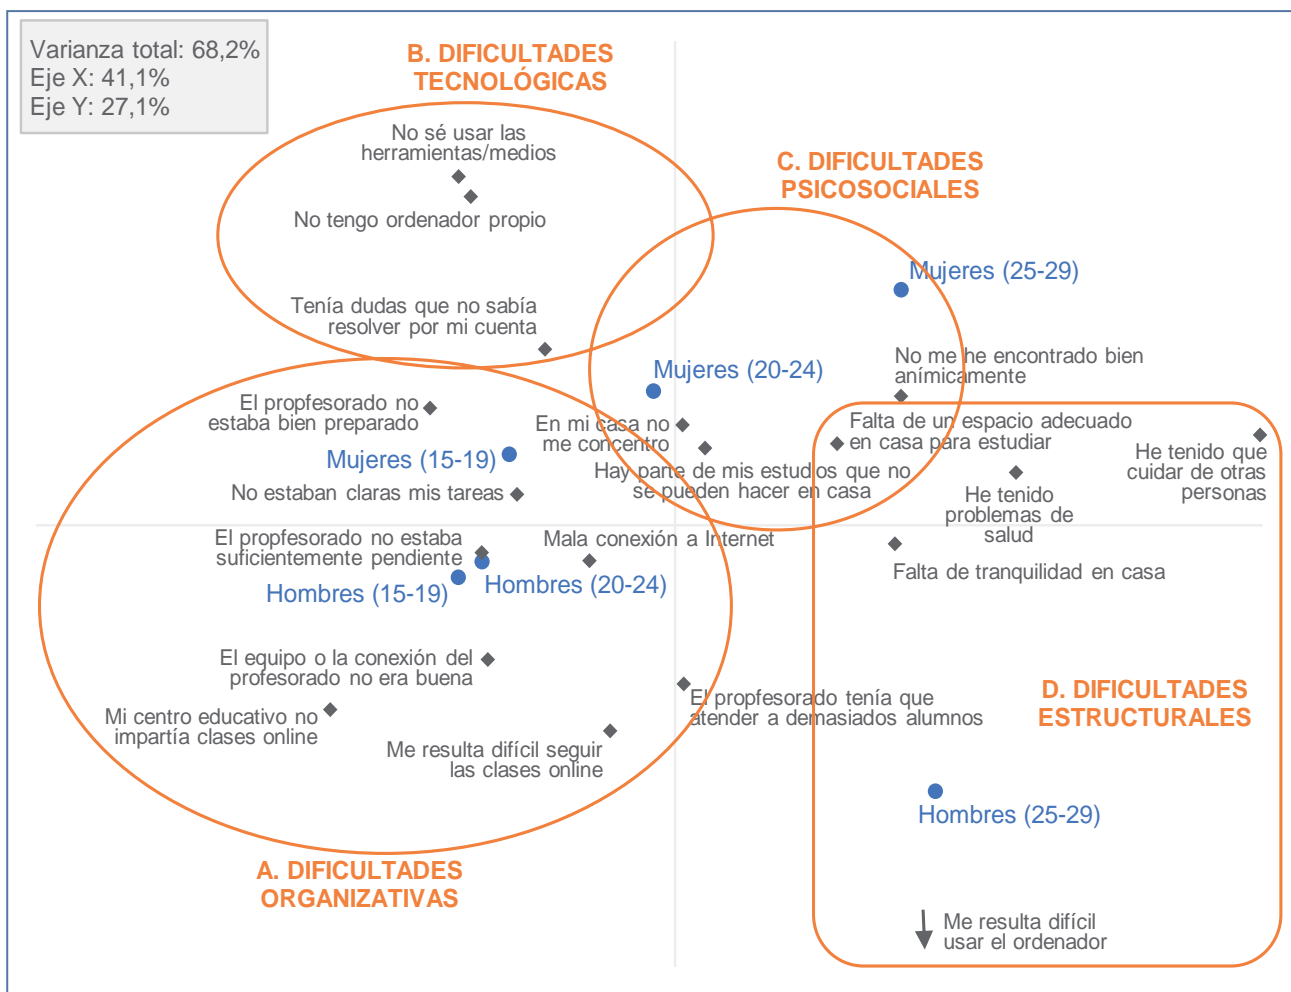 Varianza total: 68,2%
Eje X: 41,1%
Eje Y: 27,1%
B. DIFICULTADES
TECNOLÓGICAS
No sé usar las
herramientas/medios
No tengo ordenador propio
Tenía dudas que no sabía
resolver por mi cuenta
C. DIFICULTADES
PSICOSOCIALES
Mujeres (25-29)
No me he encontrado bien
anímicamente
Mujeres (20-24)
En mi casa no
me concentro
Falta de un espacio adecuado
en casa para estudiar
Hay parte de mis estudios que no
se pueden hacer en casa
He tenido que
cuidar de otras
personas
He tenido
problemas de
salud
Falta de tranquilidad en casa
El propfesorado no
estaba bien preparado
Mujeres (15-19)
No estaban claras mis tareas
El propfesorado no estaba
suficientemente pendiente
Mala conexión a Internet
Hombres (15-19)
Hombres (20-24)
El equipo o la conexión del
profesorado no era buena
Mi centro educativo no
impartía clases online
Me resulta difícil seguir
las clases online
El propfesorado tenía que
atender a demasiados alumnos
A. DIFICULTADES
ORGANIZATIVAS
D. DIFICULTADES
ESTRUCTURALES
Hombres (25-29)
Me resulta difícil
usar el ordenador